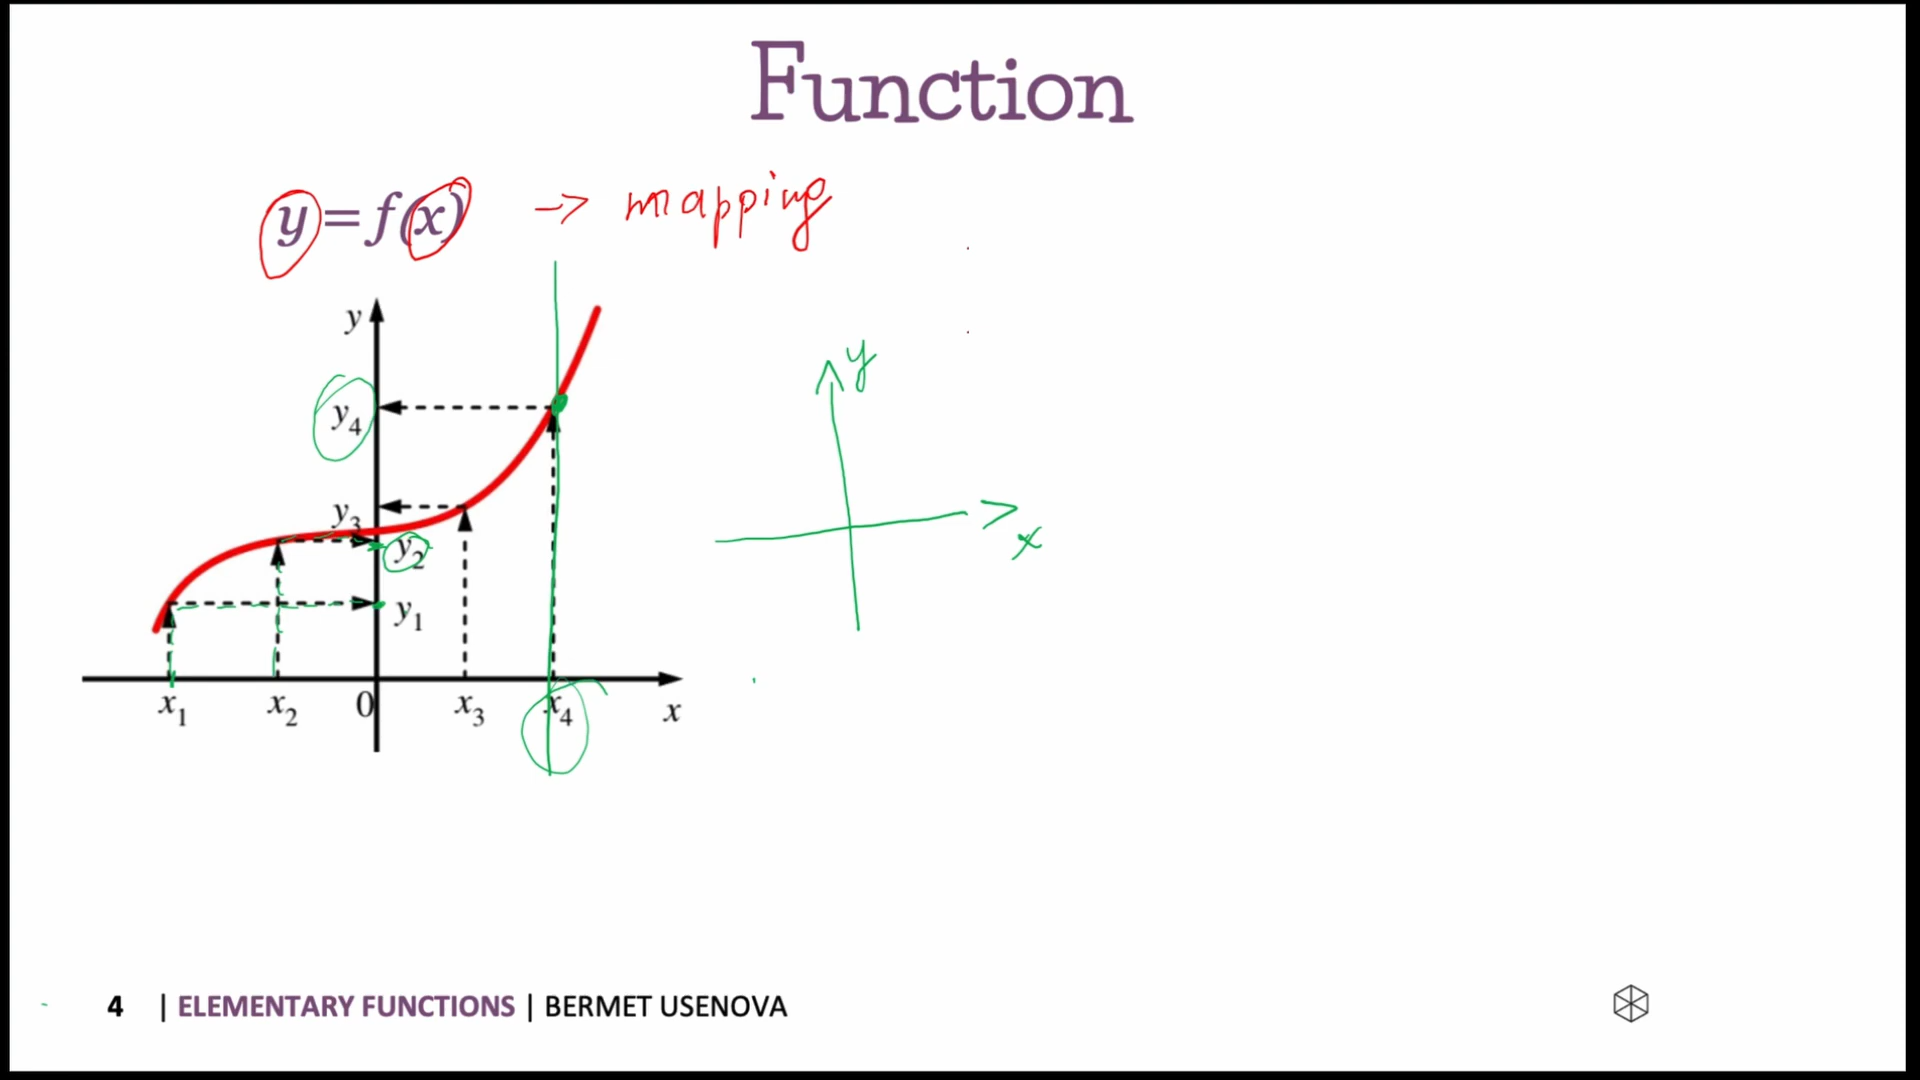 Function
y = f(x) -> mapping
y
y
y4
y3
y2
x
y1
x1 x2 0 x3 x4 x
4 | ELEMENTARY FUNCTIONS | BERMET USENOVA